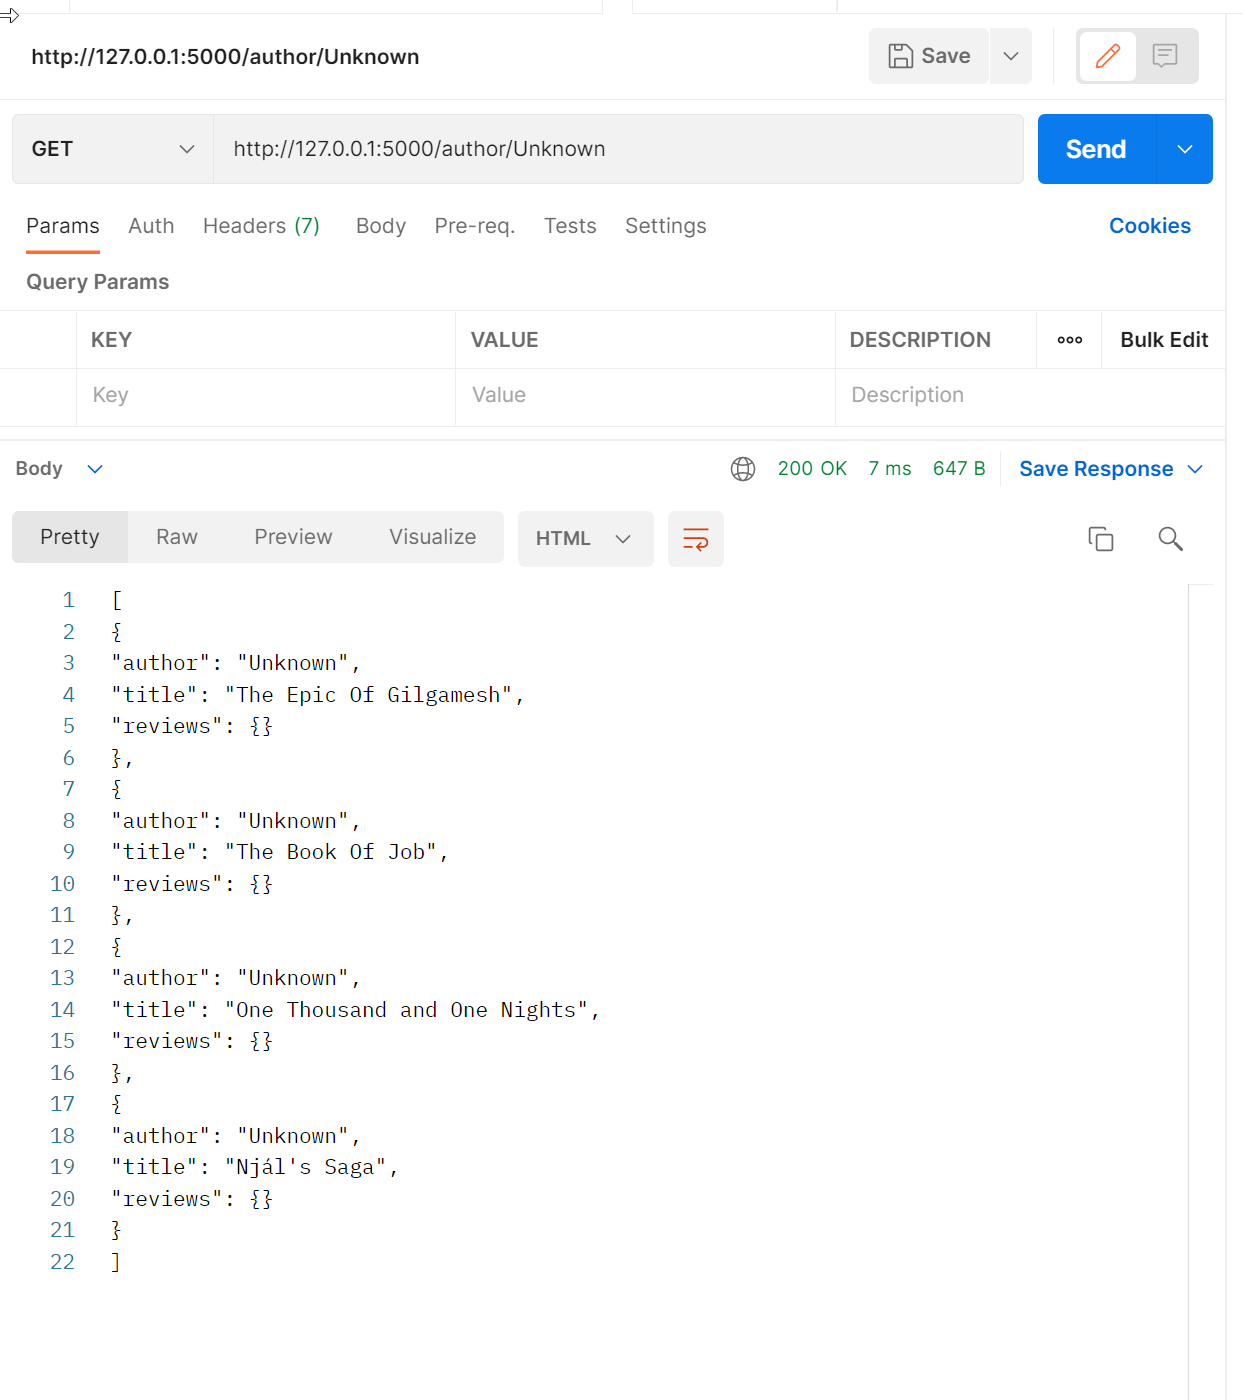 http://127.0.0.1:5000/author/Unknown Save
GET http://127.0.0.1:5000/author/Unknown Send
Params Auth Headers (7) Body Pre-req. Tests Settings Cookies
Query Params
KEY VALUE DESCRIPTION ooo Bulk Edit
Key Value Description
Body 200 OK 7 ms 647 B Save Response
Pretty Raw Preview Visualize HTML
1 [
2 {
3 "author": "Unknown",
4 "title": "The Epic Of Gilgamesh",
5 "reviews": {}
6 },
7 {
8 "author": "Unknown",
9 "title": "The Book Of Job",
10 "reviews": {}
11 },
12 {
13 "author": "Unknown",
14 "title": "One Thousand and One Nights",
15 "reviews": {}
16 },
17 {
18 "author": "Unknown",
19 "title": "Njál's Saga",
20 "reviews": {}
21 }
22 ]